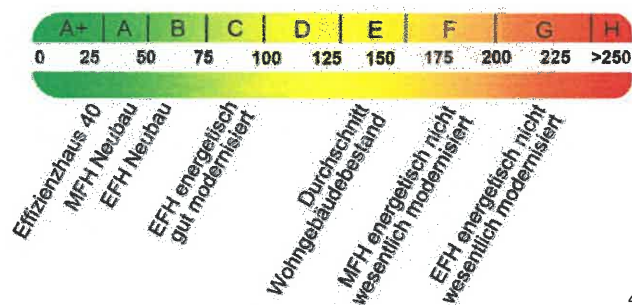 A+ A B C D E F G H
0 25 50 75 100 125 150 175 200 225 >250
Effizienzhaus 40
MFH Neubau
EFH Neubau
EFH energetisch
gut modernisiert
Durchschnitt
Wohngebäudebestand
MFH energetisch nicht
wesentlich modernisiert
EFH energetisch nicht
wesentlich modernisiert